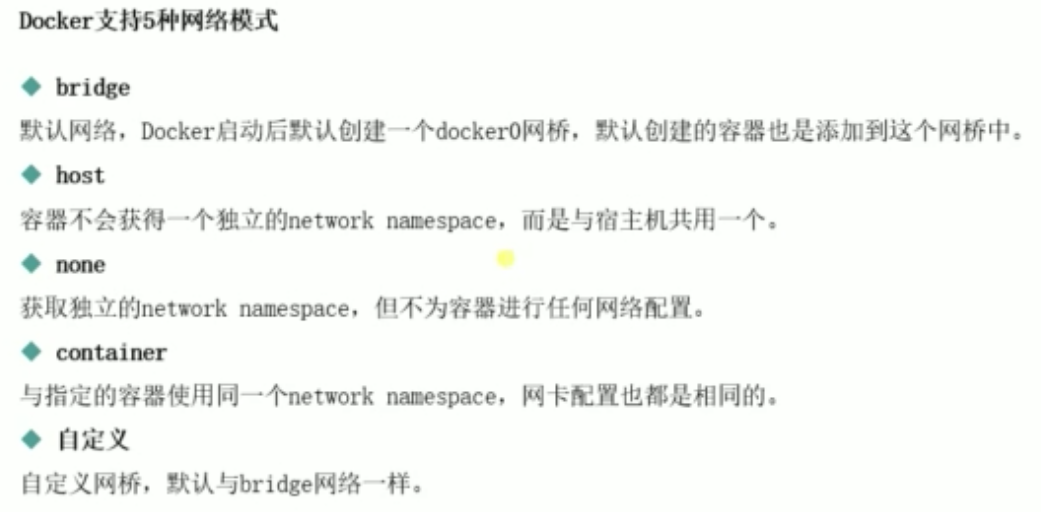 Docker支持5种网络模式
◆ bridge
默认网络，Docker启动后默认创建一个docker0网桥，默认创建的容器也是添加到这个网桥中。
◆ host
容器不会获得一个独立的network namespace，而是与宿主机共用一个。
◆ none
获取独立的network namespace，但不为容器进行任何网络配置。
◆ container
与指定的容器使用同一个network namespace，网卡配置也都是相同的。
◆ 自定义
自定义网桥，默认与bridge网络一样。